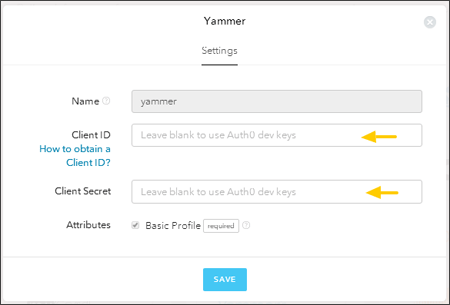 Yammer
Settings
Name
yammer
Client ID
Leave blank to use Auth0 dev keys
How to obtain a
Client ID?
Client Secret
Leave blank to use Auth0 dev keys
Attributes
Basic Profile required
SAVE